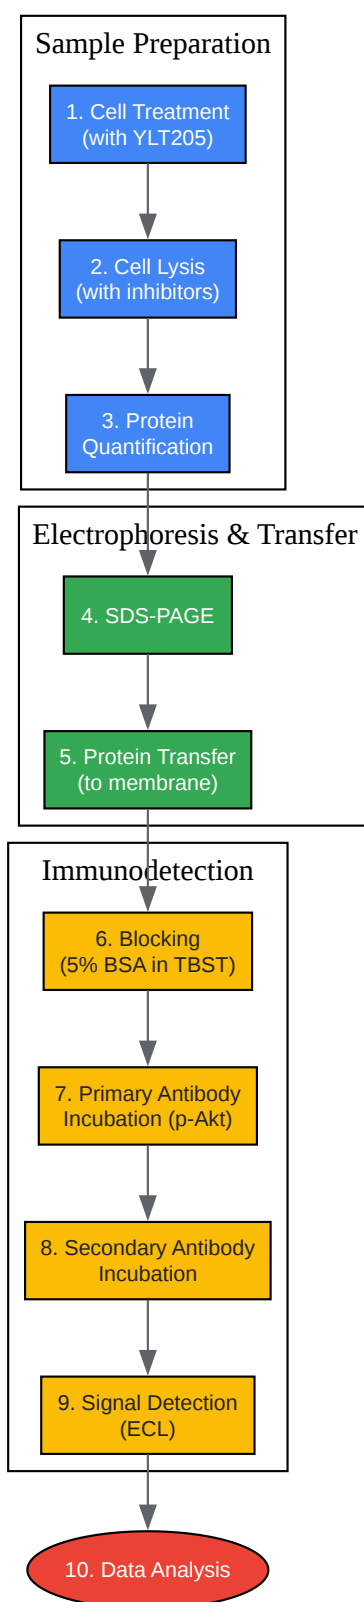 Sample Preparation
1. Cell Treatment
(with YLT205)
2. Cell Lysis
(with inhibitors)
3. Protein
Quantification
Electrophoresis & Transfer
4. SDS-PAGE
5. Protein Transfer
(to membrane)
Immunodetection
6. Blocking
(5% BSA in TBST)
7. Primary Antibody
Incubation (p-Akt)
8. Secondary Antibody
Incubation
9. Signal Detection
(ECL)
10. Data Analysis